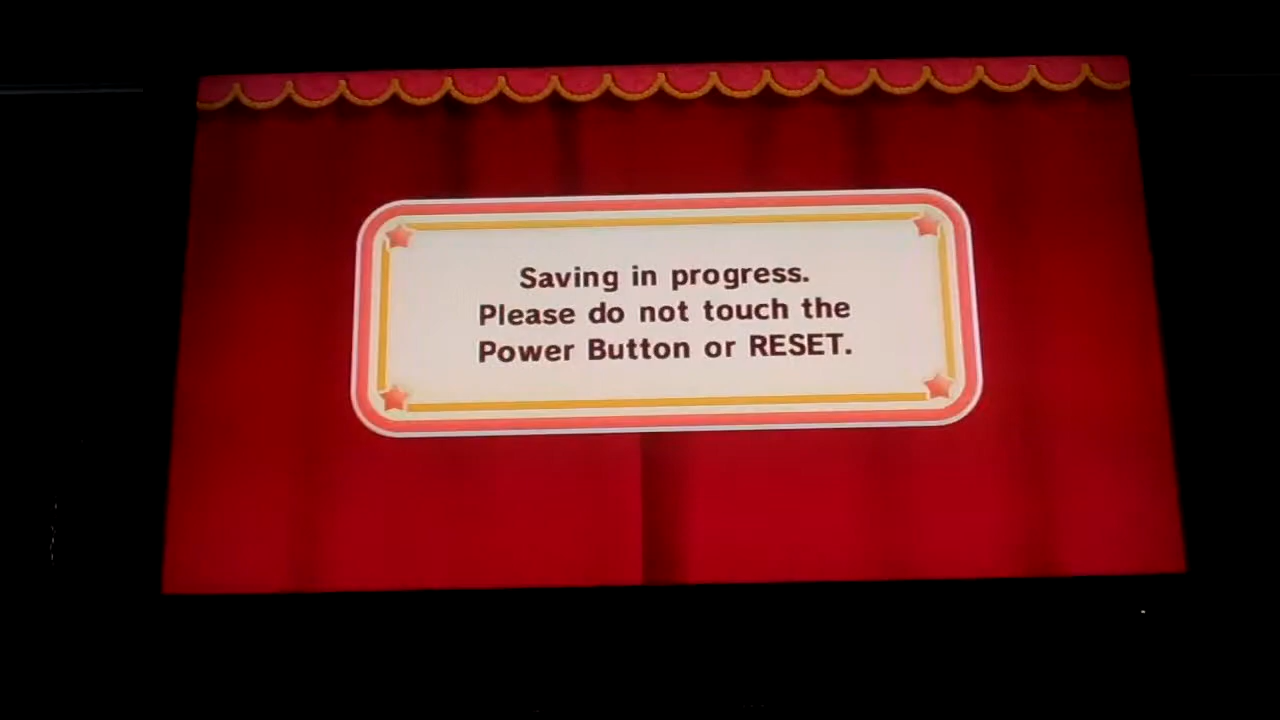 Saving in progress.
Please do not touch the
Power Button or RESET.